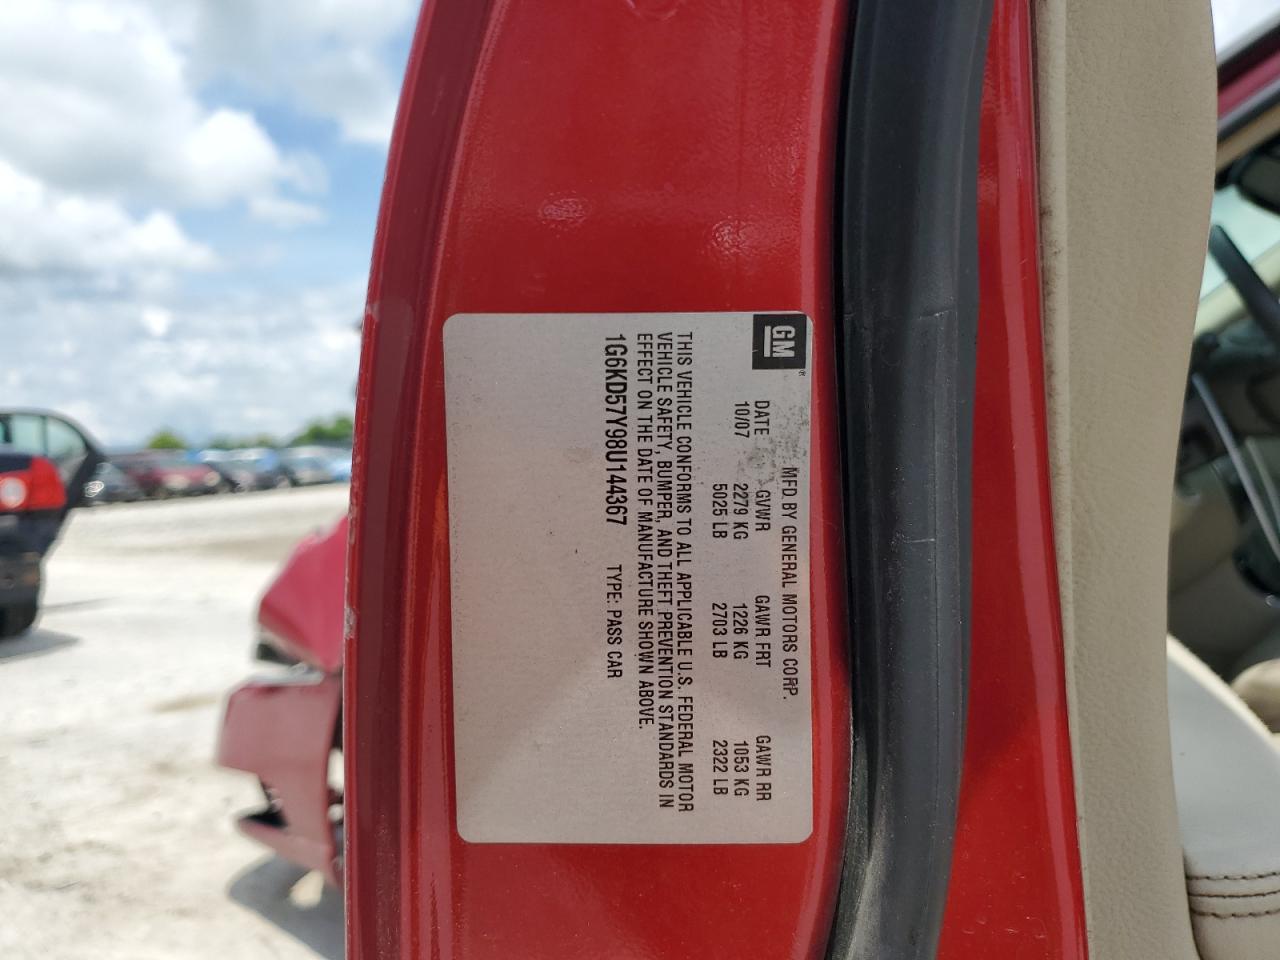 GM
MFD BY GENERAL MOTORS CORP.
DATE GVWR GAWR FRT GAWR RR
10/07 2279 KG 1226 KG 1053 KG
5025 LB 2703 LB 2322 LB
THIS VEHICLE CONFORMS TO ALL APPLICABLE U.S. FEDERAL MOTOR
VEHICLE SAFETY, BUMPER, AND THEFT PREVENTION STANDARDS IN
EFFECT ON THE DATE OF MANUFACTURE SHOWN ABOVE.
1G6KD57Y98U144367 TYPE: PASS CAR